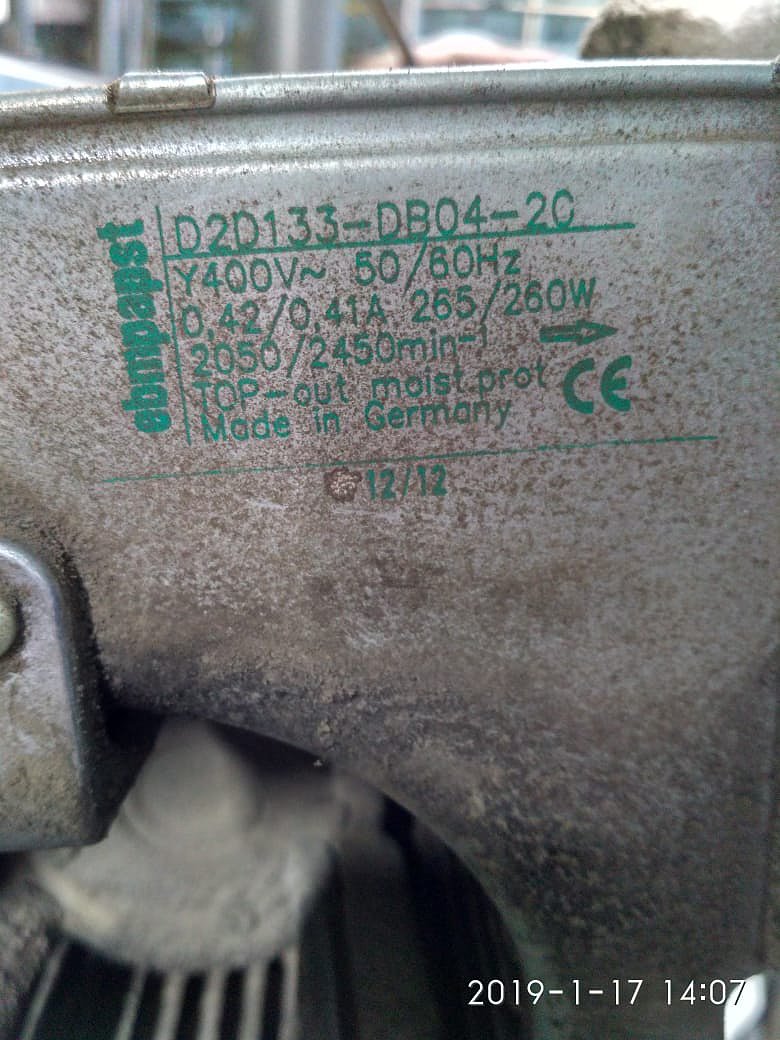 ebmpapst
D2D133-DB04-20
Y400V~ 50/60Hz
0,42/0,41A 265/260W
2050/2450min-1
TOP-out moist.prot
Made in Germany
CE
12/12
2019-1-17 14:07